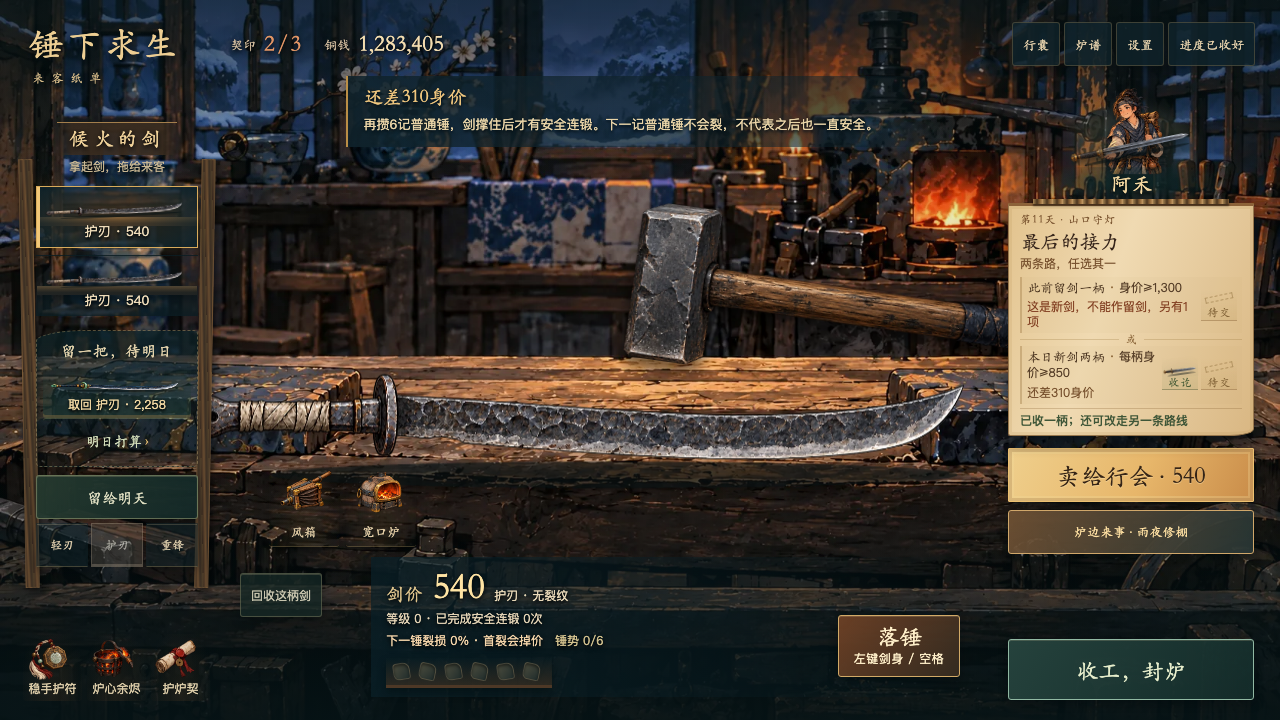 锤下求生
来客纸单
契印 2/3 铜钱 1,283,405
行囊
炉谱
设置
进度已收好
还差310身价
再攒6记普通锤，剑撑住后才有安全连锻。下一记普通锤不会裂，不代表之后也一直安全。
候火的剑
拿起剑，拖给来客
护刃 · 540
护刃 · 540
留一把，待明日
取回 护刃 · 2,258
明日打算 ›
留给明天
轻刃
护刃
重锋
阿禾
第11天 · 山口守灯
最后的接力
两条路，任选其一
此前留剑一柄 · 身价≥1,300
这是新剑，不能作留剑，另有1
项
待交
或
本日新剑两柄 · 每柄身
价≥850
还差310身价
收讫
待交
已收一柄；还可改走另一条路线
卖给行会 · 540
炉边来事 · 雨夜修棚
风箱
宽口炉
回收这柄剑
剑价 540 护刃 · 无裂纹
等级 0 · 已完成安全连锻 0次
下一锤裂损 0% · 首裂会掉价 锤势 0/6
落锤
左键剑身 / 空格
收工，封炉
稳手护符
炉心余烬
护炉契